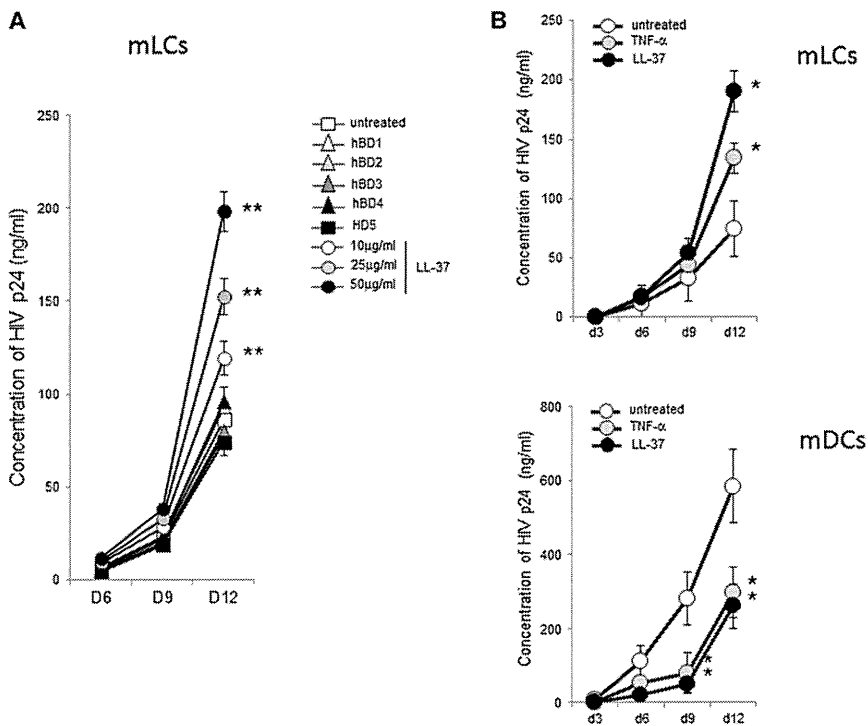 A
mLCs
Concentration of HIV p24 (ng/ml)
250
200
150
100
50
0
D6
D9
D12
**
**
**
untreated
hBD1
hBD2
hBD3
hBD4
HD5
10µg/ml
25µg/ml
50µg/ml
LL-37
B
mLCs
untreated
TNF-α
LL-37
Concentration of HIV p24 (ng/ml)
250
200
150
100
50
0
d3
d6
d9
d12
*
*
mDCs
untreated
TNF-α
LL-37
Concentration of HIV p24 (ng/ml)
800
600
400
200
0
d3
d6
d9
d12
*
*
*
*